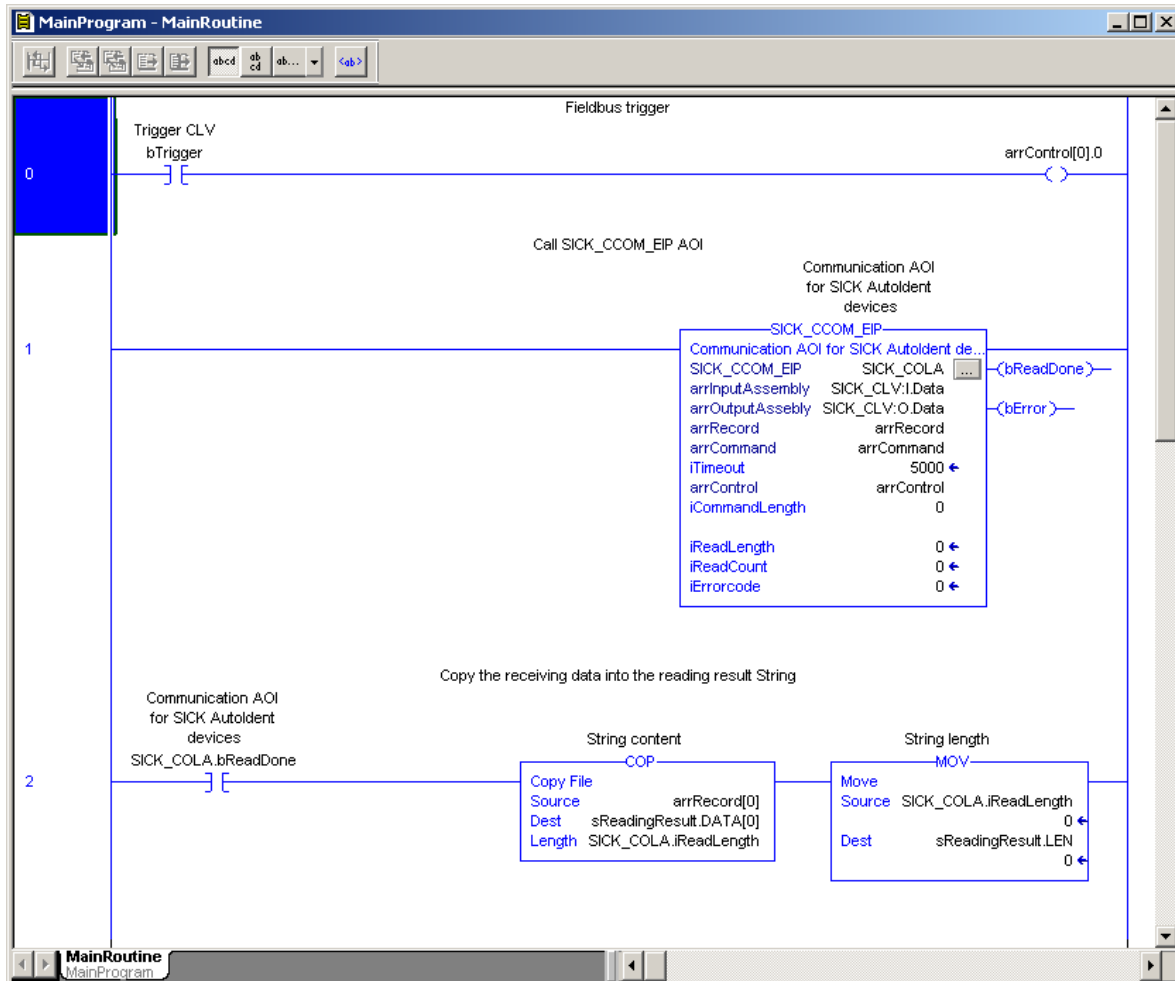 MainProgram - MainRoutine
abcd
ab
cd
ab...
<ab>
Fieldbus trigger
Trigger CLV
bTrigger
arrControl[0].0
0
Call SICK_CCOM_EIP AOI
Communication AOI
for SICK AutoIdent
devices
SICK_CCOM_EIP
1
Communication AOI for SICK AutoIdent de...
SICK_CCOM_EIP SICK_COLA ... bReadDone
arrInputAssembly SICK_CLV:I.Data
arrOutputAssebly SICK_CLV:O.Data bError
arrRecord arrRecord
arrCommand arrCommand
iTimeout 5000
arrControl arrControl
iCommandLength 0
iReadLength 0
iReadCount 0
iErrorcode 0
Copy the receiving data into the reading result String
Communication AOI
for SICK AutoIdent
devices
SICK_COLA.bReadDone
2
String content
COP
Copy File
Source arrRecord[0]
Dest sReadingResult.DATA[0]
Length SICK_COLA.iReadLength
String length
MOV
Move
Source SICK_COLA.iReadLength
0
Dest sReadingResult.LEN
0
MainRoutine
MainProgram